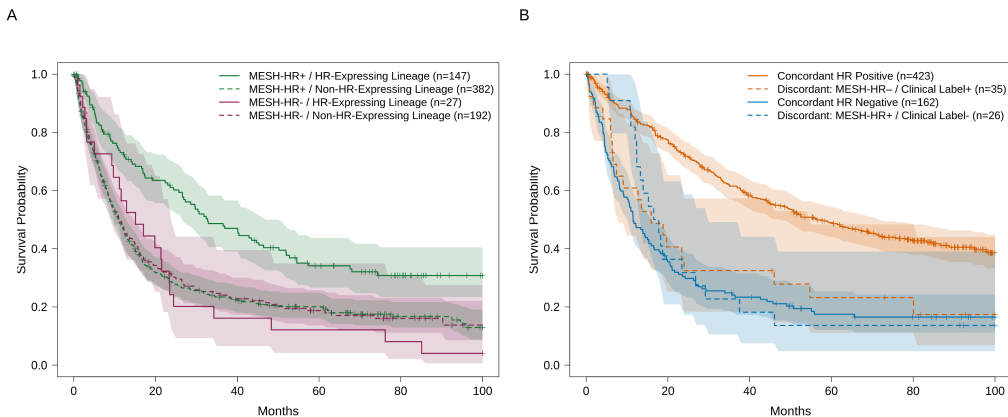 A
B
MESH-HR+ / HR-Expressing Lineage (n=147)
MESH-HR+ / Non-HR-Expressing Lineage (n=382)
MESH-HR- / HR-Expressing Lineage (n=27)
MESH-HR- / Non-HR-Expressing Lineage (n=192)
1.0
0.8
0.6
0.4
0.2
0.0
Survival Probability
0
20
40
60
80
100
Months
Concordant HR Positive (n=423)
Discordant: MESH-HR– / Clinical Label+ (n=35)
Concordant HR Negative (n=162)
Discordant: MESH-HR+ / Clinical Label- (n=26)
1.0
0.8
0.6
0.4
0.2
0.0
Survival Probability
0
20
40
60
80
100
Months